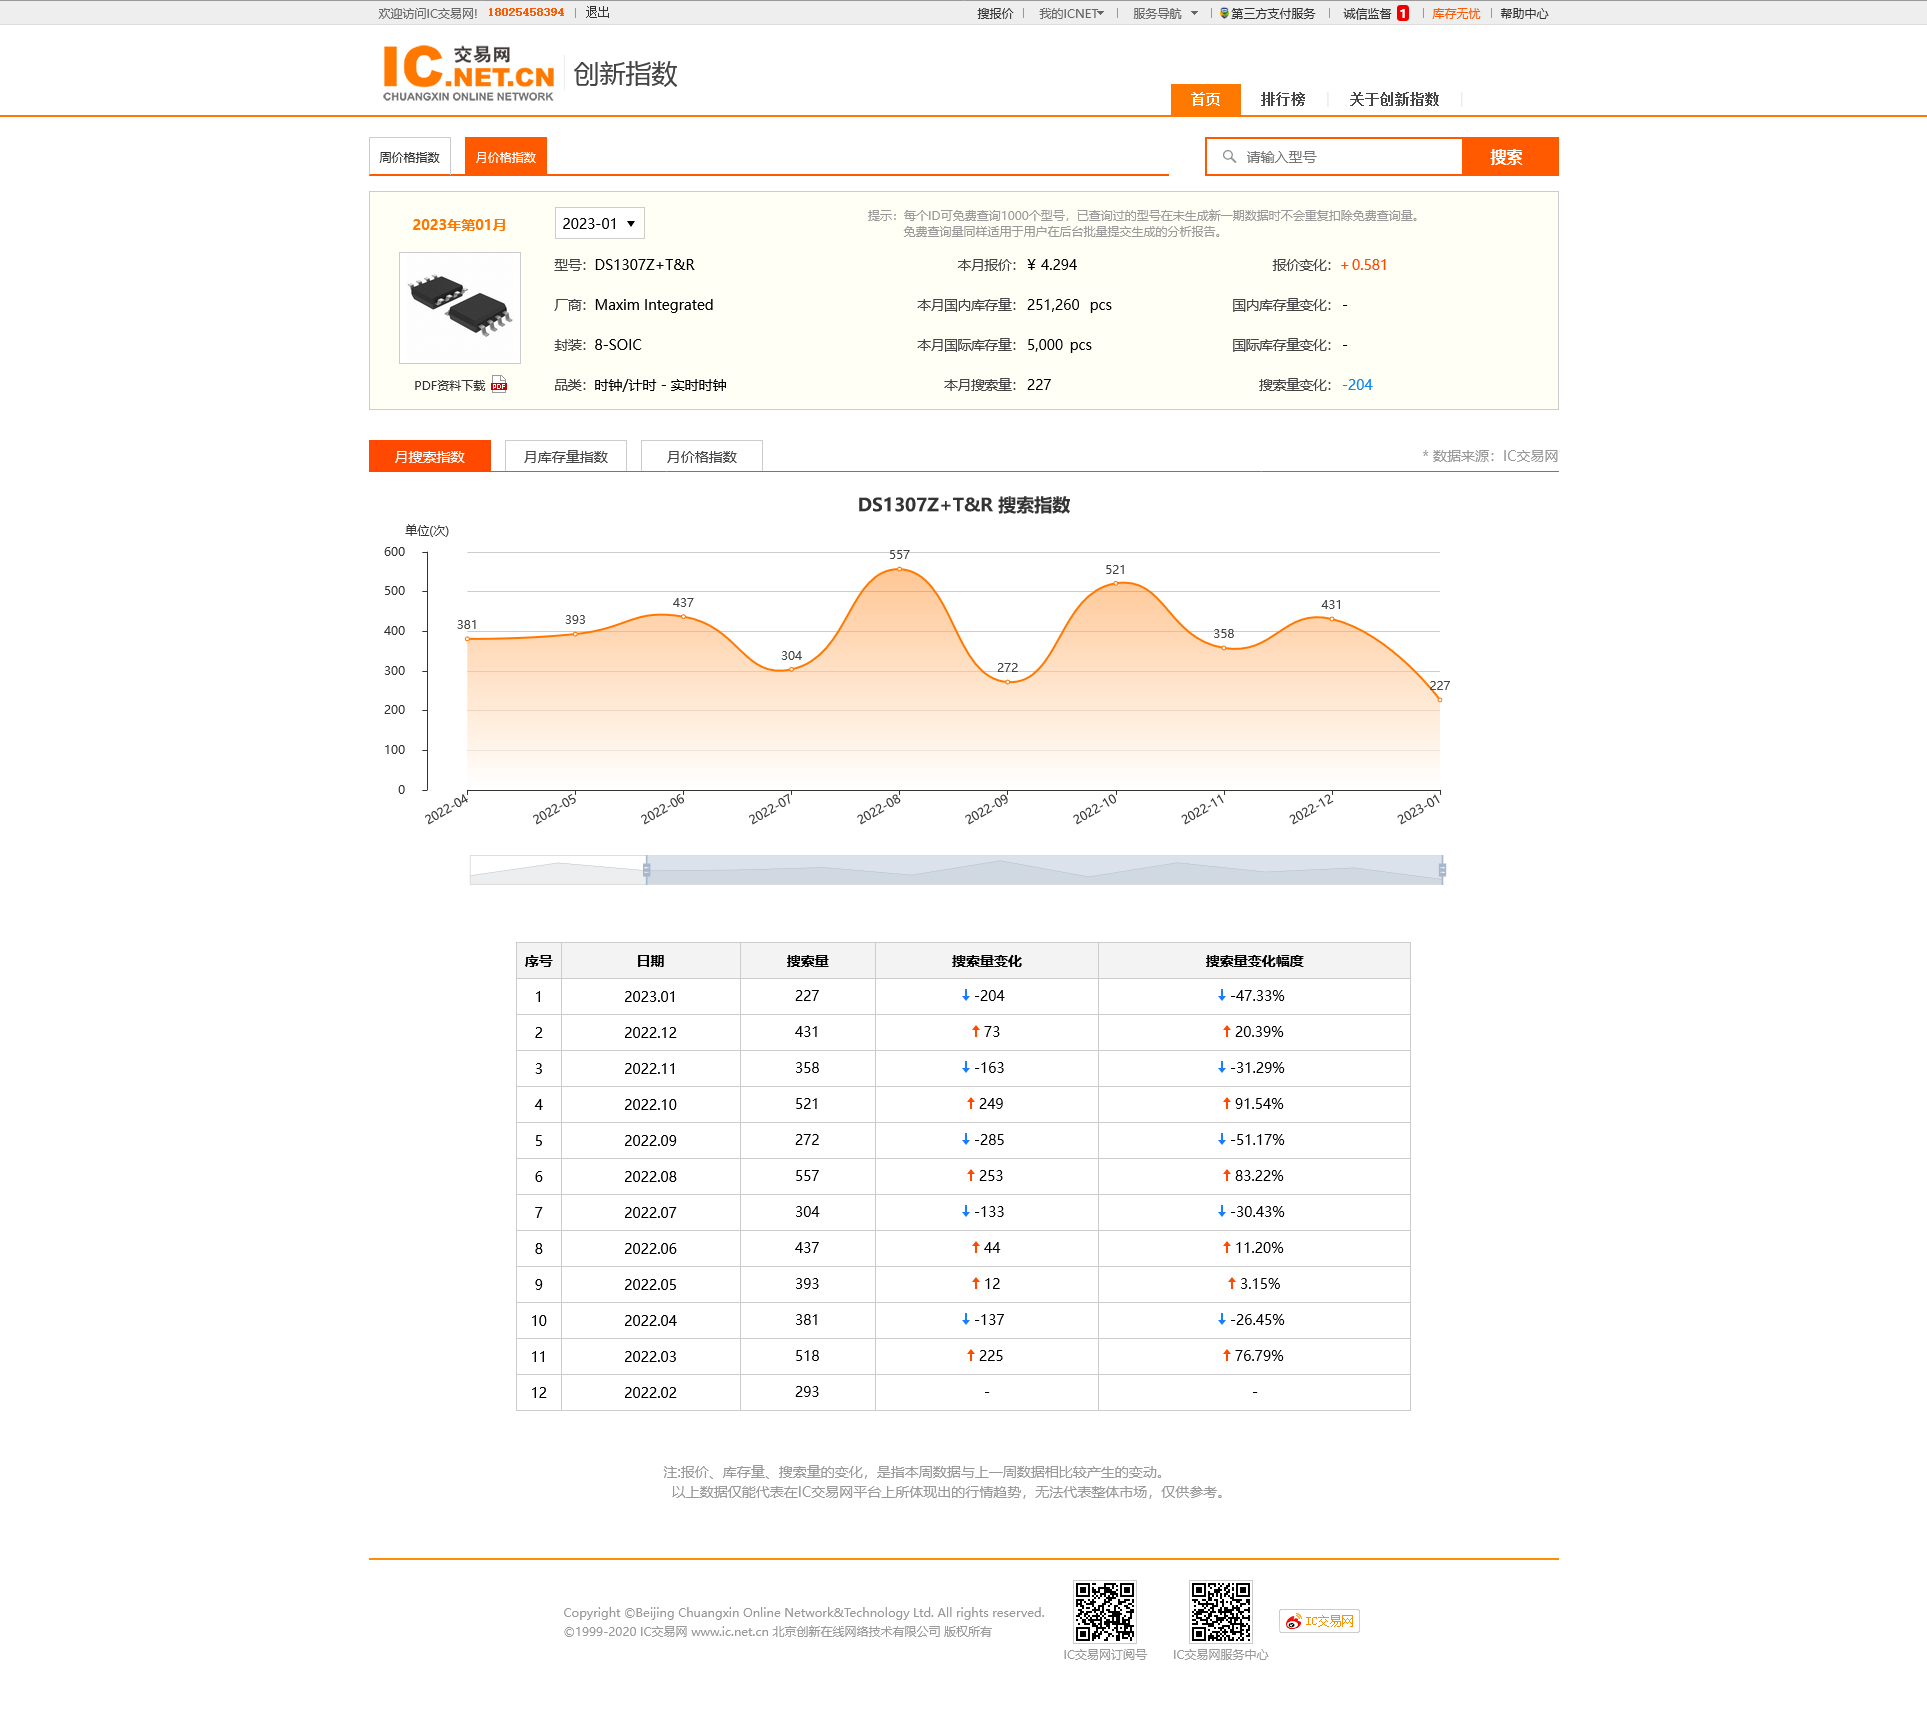 欢迎访问IC交易网! 18025458394 | 退出 搜报价 | 我的ICNET | 服务导航 | 第三方支付服务 | 诚信监督 1 | 库存无忧 | 帮助中心
IC交易网.NET.CN 创新指数
CHUANGXIN ONLINE NETWORK
首页 排行榜 关于创新指数
周价格指数 月价格指数 请输入型号 搜索
2023年第01月 2023-01 ▼ 提示：每个ID可免费查询1000个型号，已查询过的型号在未生成新一期数据时不会重复扣除免费查询量。
免费查询量同样适用于用户在后台批量提交生成的分析报告。
型号：DS1307Z+T&R 本月报价：¥ 4.294 报价变化：+ 0.581
厂商：Maxim Integrated 本月国内库存量：251,260 pcs 国内库存量变化：-
封装：8-SOIC 本月国际库存量：5,000 pcs 国际库存量变化：-
PDF资料下载 PDF 品类：时钟/计时 - 实时时钟 本月搜索量：227 搜索量变化：-204
月搜索指数 月库存量指数 月价格指数 * 数据来源：IC交易网
DS1307Z+T&R 搜索指数
单位(次)
600
500
400
300
200
100
0
381 393 437 304 557 272 521 358 431 227
2022-04 2022-05 2022-06 2022-07 2022-08 2022-09 2022-10 2022-11 2022-12 2023-01
序号 日期 搜索量 搜索量变化 搜索量变化幅度
1 2023.01 227 ↓ -204 ↓ -47.33%
2 2022.12 431 ↑ 73 ↑ 20.39%
3 2022.11 358 ↓ -163 ↓ -31.29%
4 2022.10 521 ↑ 249 ↑ 91.54%
5 2022.09 272 ↓ -285 ↓ -51.17%
6 2022.08 557 ↑ 253 ↑ 83.22%
7 2022.07 304 ↓ -133 ↓ -30.43%
8 2022.06 437 ↑ 44 ↑ 11.20%
9 2022.05 393 ↑ 12 ↑ 3.15%
10 2022.04 381 ↓ -137 ↓ -26.45%
11 2022.03 518 ↑ 225 ↑ 76.79%
12 2022.02 293 - -
注:报价、库存量、搜索量的变化，是指本周数据与上一周数据相比较产生的变动。
以上数据仅能代表在IC交易网平台上所体现出的行情趋势，无法代表整体市场，仅供参考。
Copyright ©Beijing Chuangxin Online Network&Technology Ltd. All rights reserved.
©1999-2020 IC交易网 www.ic.net.cn 北京创新在线网络技术有限公司 版权所有
IC交易网
IC交易网订阅号 IC交易网服务中心